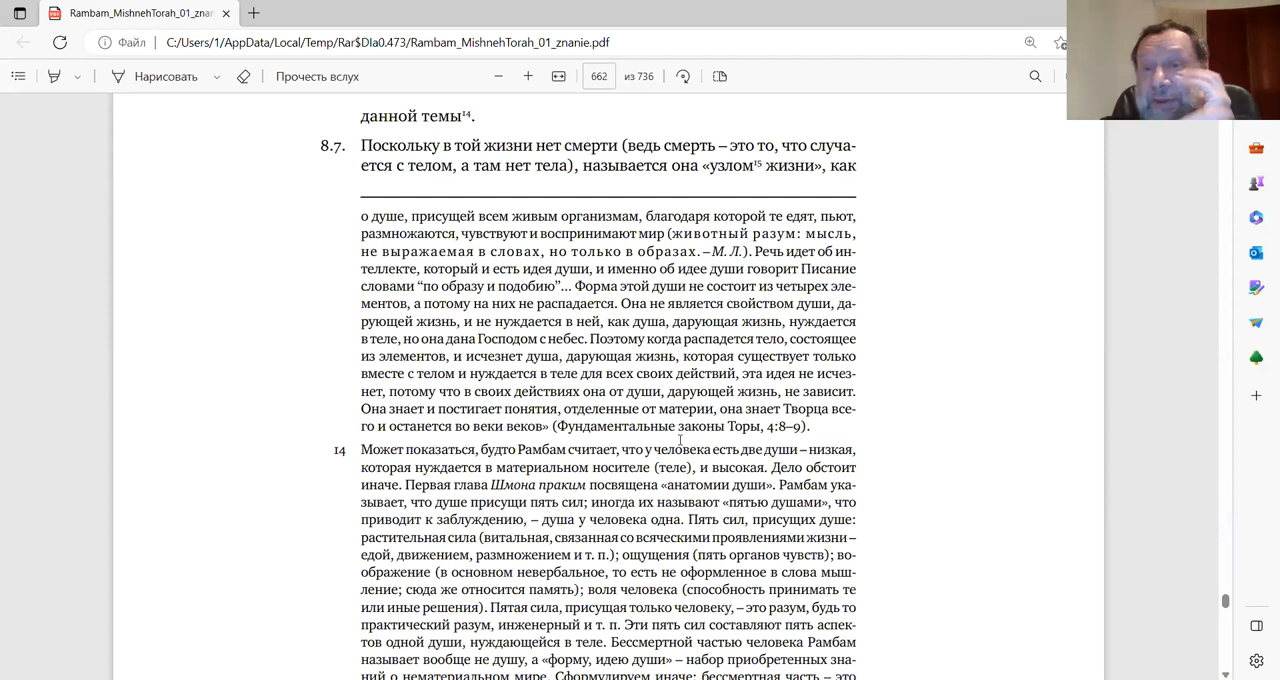 Rambam_MishnehTorah_01_zna
Файл
C:/Users/1/AppData/Local/Temp/Rar$DIa0.473/Rambam_MishnehTorah_01_znanie.pdf
Нарисовать
Прочесть вслух
662
из 736
данной темы¹⁴.
8.7. Поскольку в той жизни нет смерти (ведь смерть – это то, что случа-
ется с телом, а там нет тела), называется она «узлом¹⁵ жизни», как
о душе, присущей всем живым организмам, благодаря которой те едят, пьют,
размножаются, чувствуют и воспринимают мир (животный разум: мысль,
не выражаемая в словах, но только в образах. – М. Л.). Речь идет об ин-
теллекте, который и есть идея души, и именно об идее души говорит Писание
словами “по образу и подобию”... Форма этой души не состоит из четырех эле-
ментов, а потому на них не распадается. Она не является свойством души, да-
рующей жизнь, и не нуждается в ней, как душа, дарующая жизнь, нуждается
в теле, но она дана Господом с небес. Поэтому когда распадется тело, состоящее
из элементов, и исчезнет душа, дарующая жизнь, которая существует только
вместе с телом и нуждается в теле для всех своих действий, эта идея не исчез-
нет, потому что в своих действиях она от души, дарующей жизнь, не зависит.
Она знает и постигает понятия, отделенные от материи, она знает Творца все-
го и останется во веки веков» (Фундаментальные законы Торы, 4:8–9).
14 Может показаться, будто Рамбам считает, что у человека есть две души – низкая,
которая нуждается в материальном носителе (теле), и высокая. Дело обстоит
иначе. Первая глава Шмона праким посвящена «анатомии души». Рамбам ука-
зывает, что душе присущи пять сил; иногда их называют «пятью душами», что
приводит к заблуждению, – душа у человека одна. Пять сил, присущих душе:
растительная сила (витальная, связанная со всяческими проявлениями жизни –
едой, движением, размножением и т. п.); ощущения (пять органов чувств); во-
ображение (в основном невербальное, то есть не оформленное в слова мыш-
ление; сюда же относится память); воля человека (способность принимать те
или иные решения). Пятая сила, присущая только человеку, – это разум, будь то
практический разум, инженерный и т. п. Эти пять сил составляют пять аспек-
тов одной души, нуждающейся в теле. Бессмертной частью человека Рамбам
называет вообще не душу, а «форму, идею души» – набор приобретенных зна-
ний о нематериальном мире. Сформулируем иначе: бессмертная часть – это